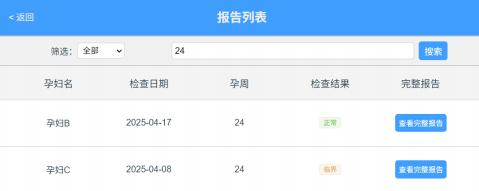 < 返回 报告列表
筛选： 全部 24 搜索
孕妇名 检查日期 孕周 检查结果 完整报告
孕妇B 2025-04-17 24 正常 查看完整报告
孕妇C 2025-04-08 24 临界 查看完整报告